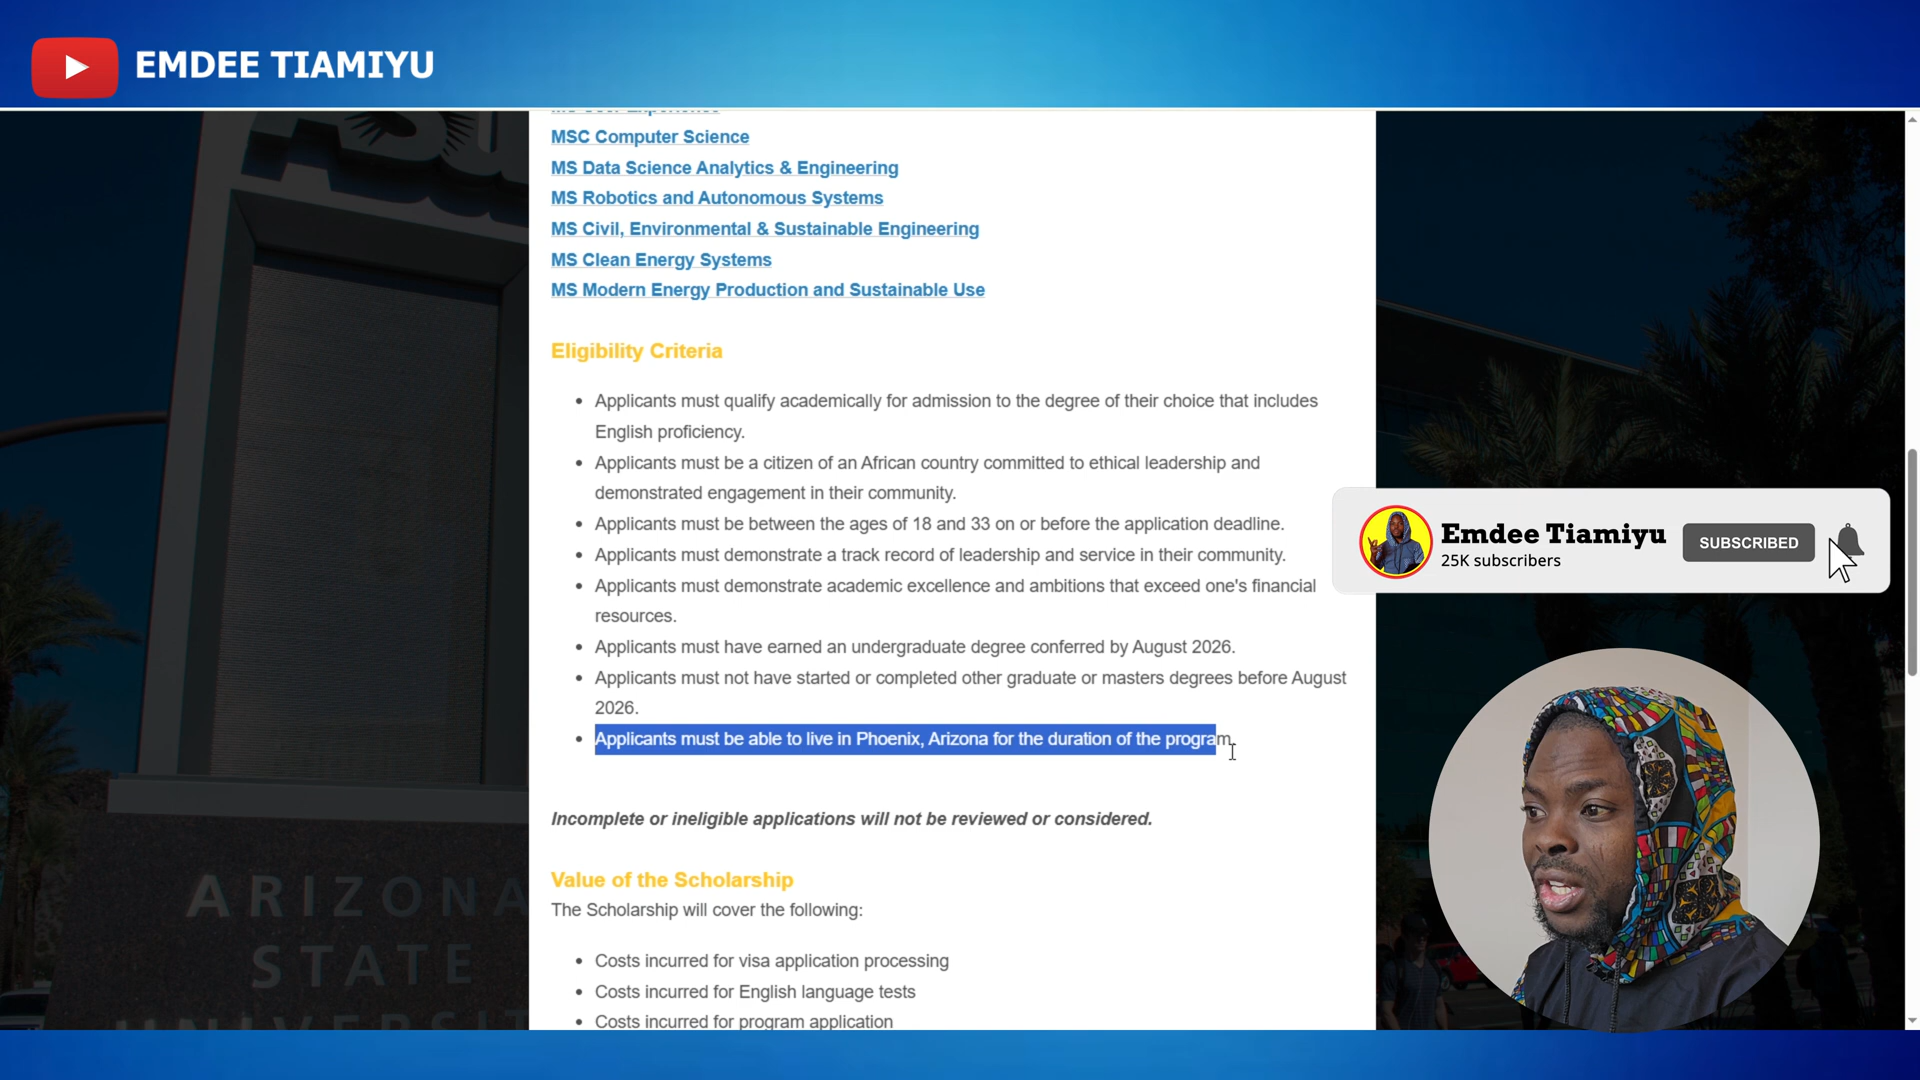 EMDEE TIAMIYU
MS User Experience
MSC Computer Science
MS Data Science Analytics & Engineering
MS Robotics and Autonomous Systems
MS Civil, Environmental & Sustainable Engineering
MS Clean Energy Systems
MS Modern Energy Production and Sustainable Use
Eligibility Criteria
Applicants must qualify academically for admission to the degree of their choice that includes
English proficiency.
Applicants must be a citizen of an African country committed to ethical leadership and
demonstrated engagement in their community.
Applicants must be between the ages of 18 and 33 on or before the application deadline.
Applicants must demonstrate a track record of leadership and service in their community.
Applicants must demonstrate academic excellence and ambitions that exceed one's financial
resources.
Applicants must have earned an undergraduate degree conferred by August 2026.
Applicants must not have started or completed other graduate or masters degrees before August
2026.
Applicants must be able to live in Phoenix, Arizona for the duration of the program.
Incomplete or ineligible applications will not be reviewed or considered.
Value of the Scholarship
The Scholarship will cover the following:
Costs incurred for visa application processing
Costs incurred for English language tests
Costs incurred for program application
Emdee Tiamiyu
25K subscribers
SUBSCRIBED
ASU
ARIZONA
STATE